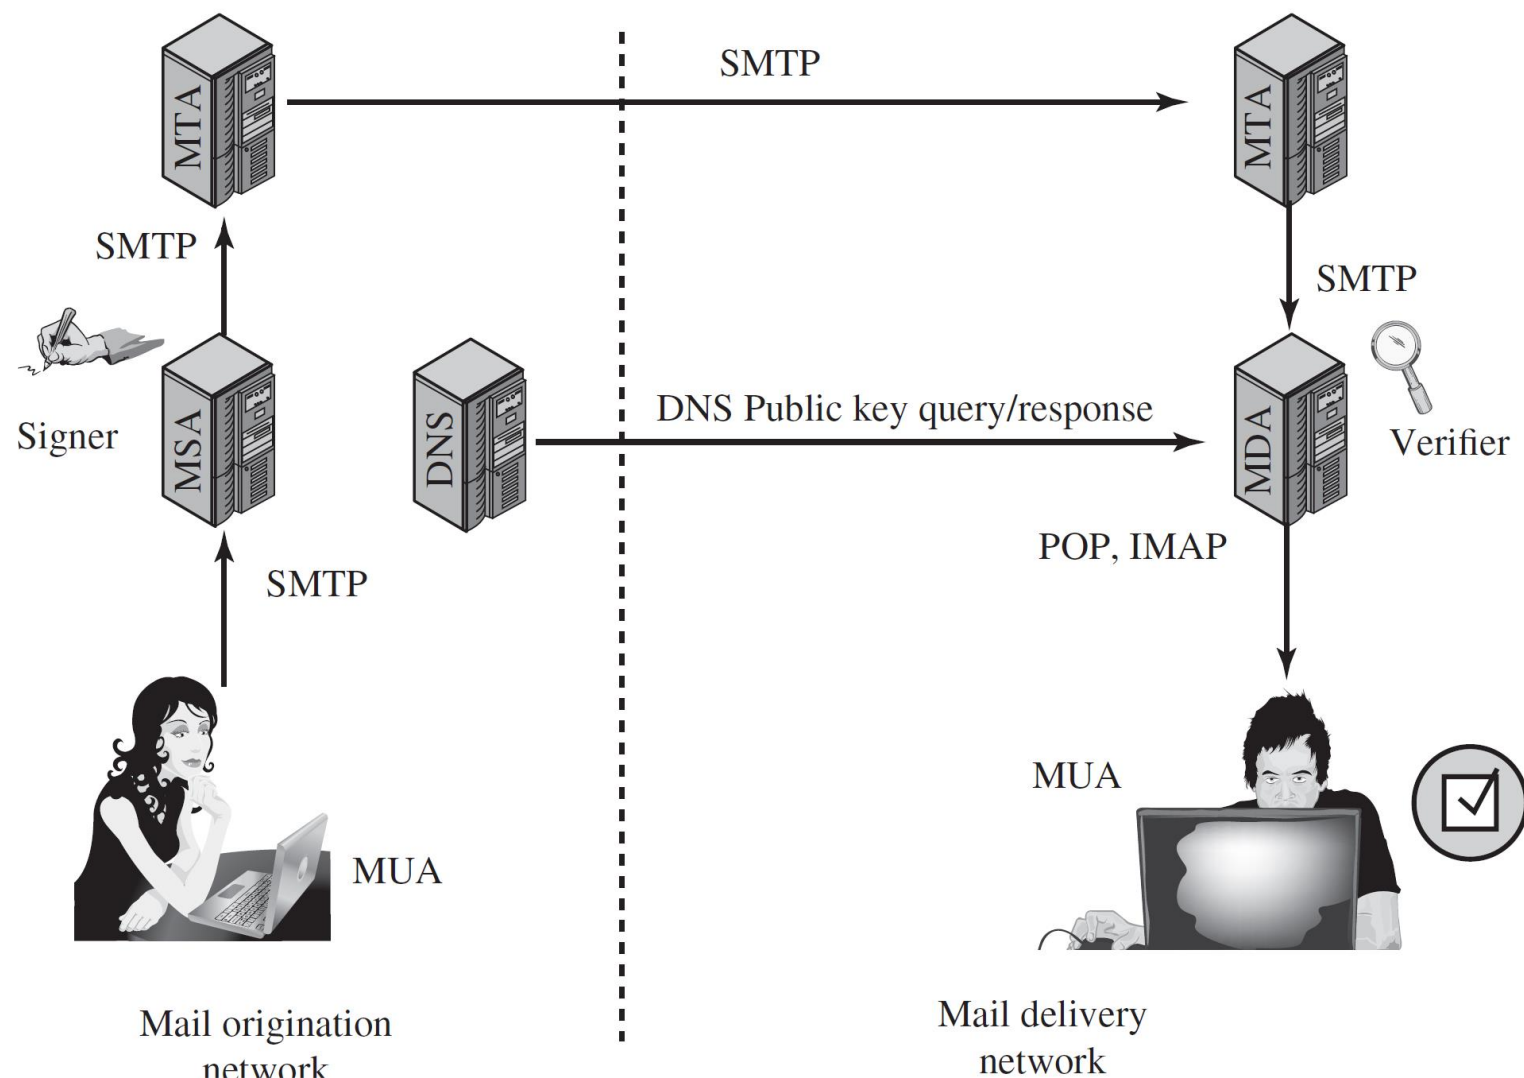 SMTP
MTA
MTA
SMTP
SMTP
Signer
MSA
DNS
DNS Public key query/response
MDA
Verifier
POP, IMAP
SMTP
MUA
MUA
Mail origination
network
Mail delivery
network